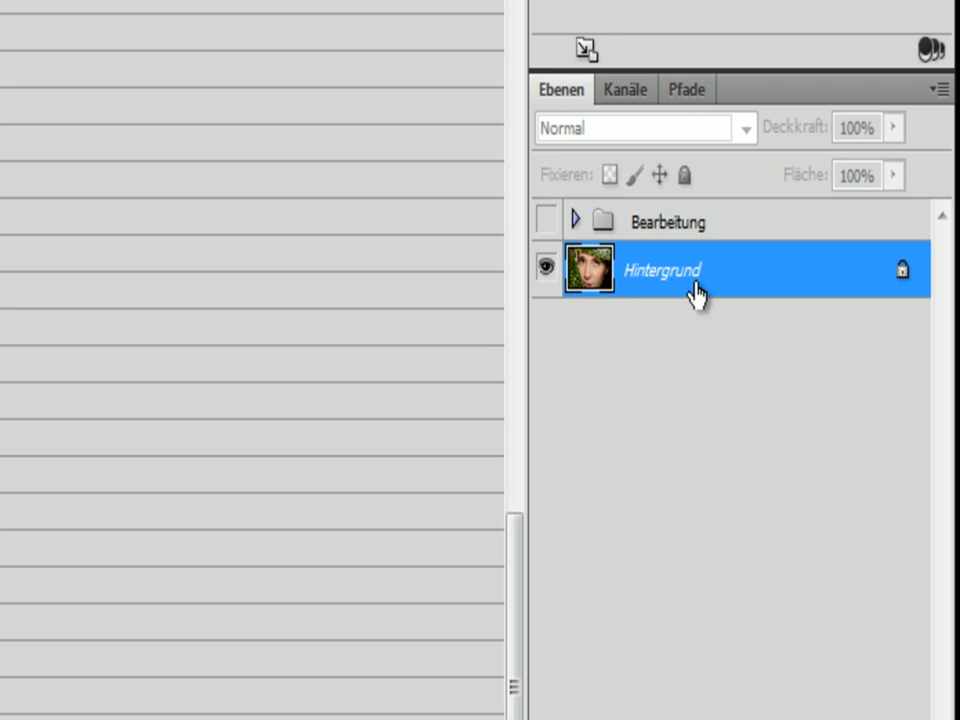 Ebenen Kanäle Pfade
Normal Deckkraft: 100%
Fixieren: Fläche: 100%
Bearbeitung
Hintergrund